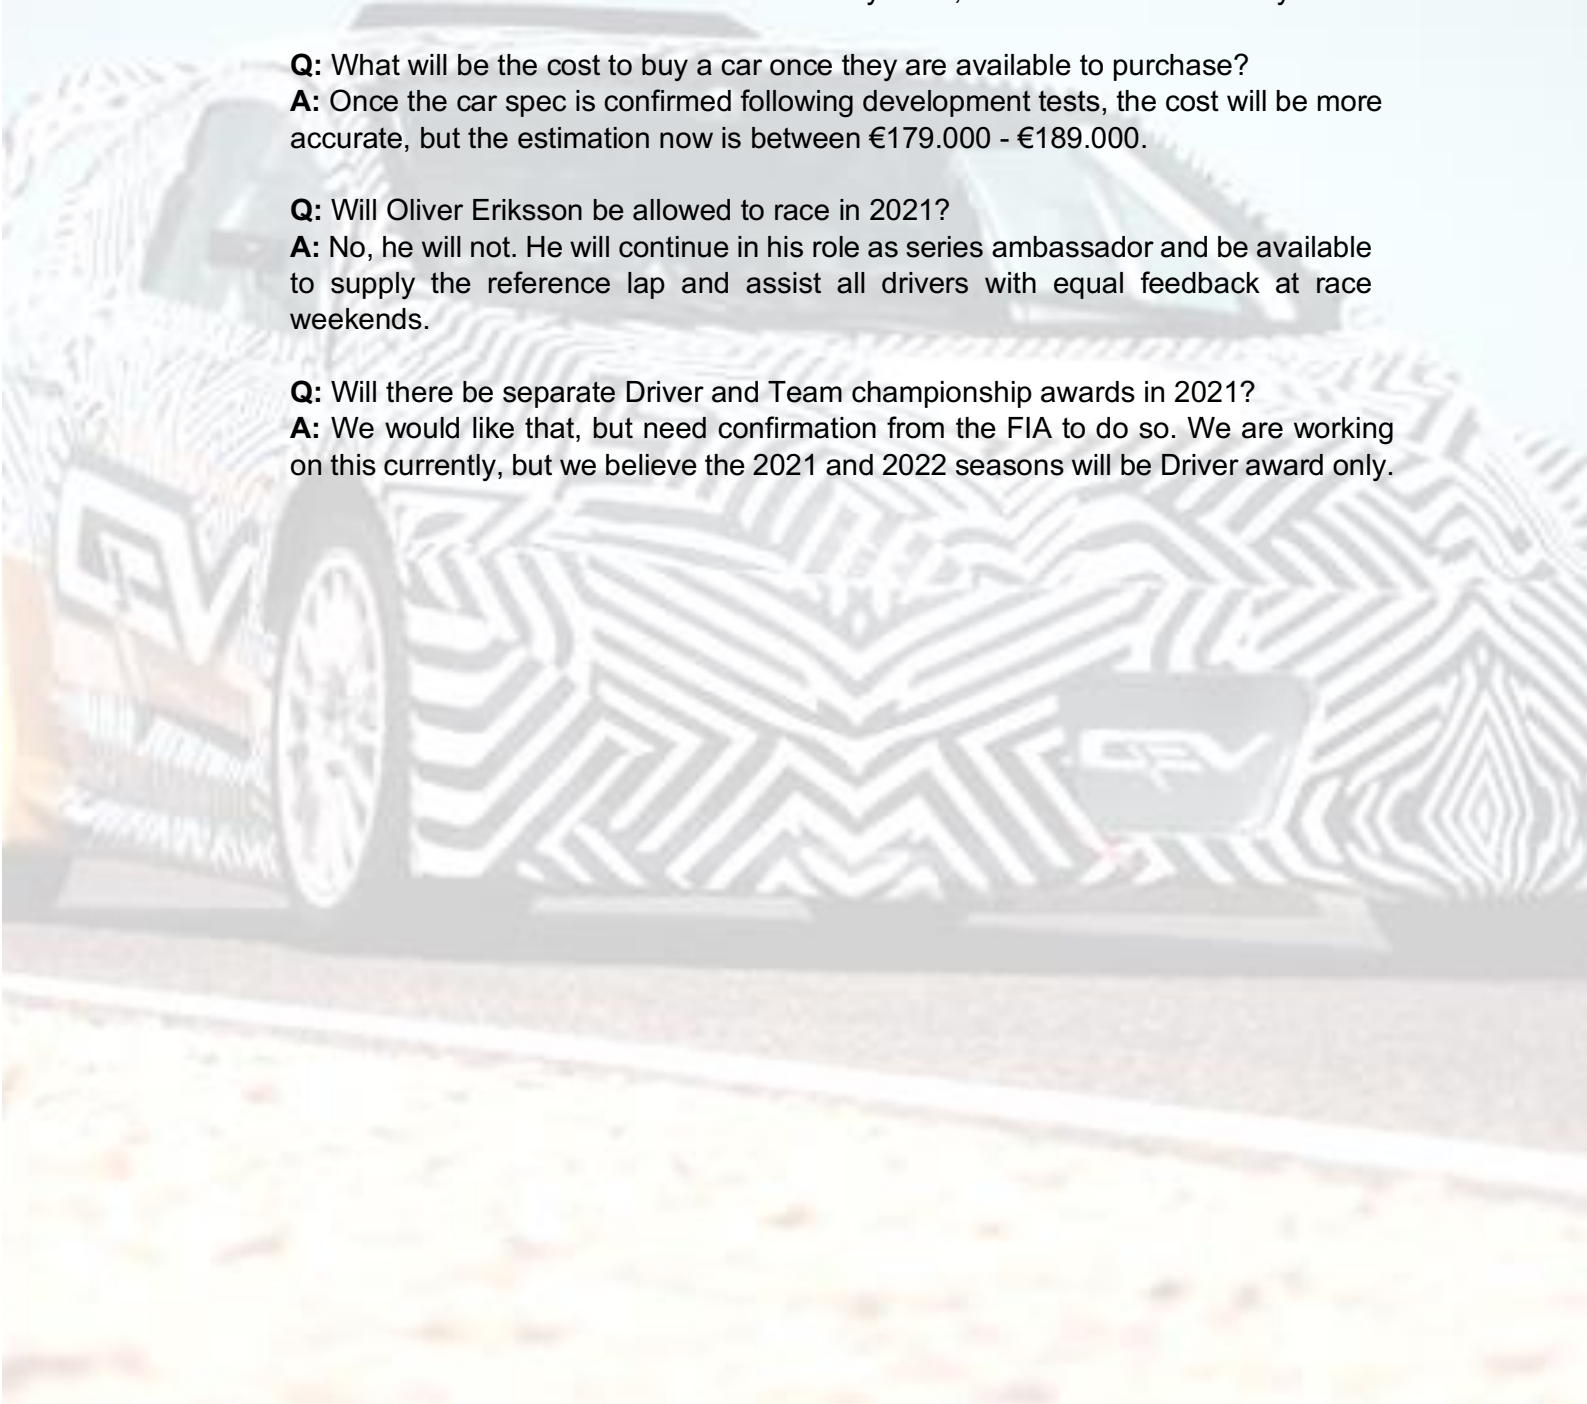 Q: What will be the cost to buy a car once they are available to purchase?
A: Once the car spec is confirmed following development tests, the cost will be more
accurate, but the estimation now is between €179.000 - €189.000.
Q: Will Oliver Eriksson be allowed to race in 2021?
A: No, he will not. He will continue in his role as series ambassador and be available
to supply the reference lap and assist all drivers with equal feedback at race
weekends.
Q: Will there be separate Driver and Team championship awards in 2021?
A: We would like that, but need confirmation from the FIA to do so. We are working
on this currently, but we believe the 2021 and 2022 seasons will be Driver award only.